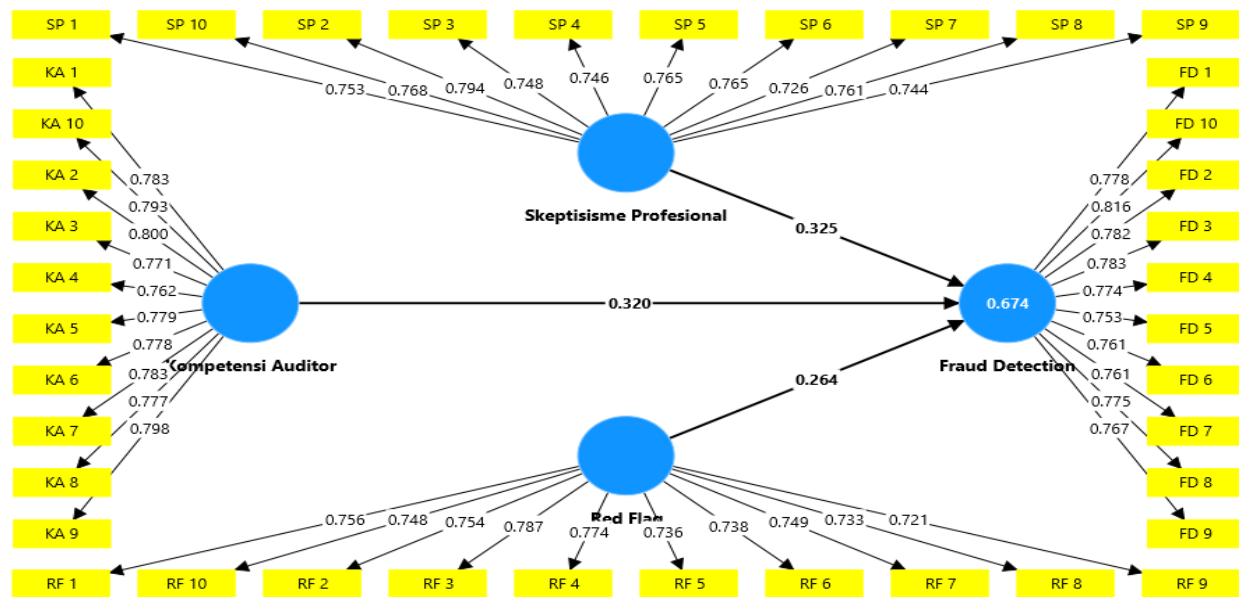 SP 1
SP 10
SP 2
SP 3
SP 4
SP 5
SP 6
SP 7
SP 8
SP 9
0.753
0.768
0.794
0.748
0.746
0.765
0.765
0.726
0.761
0.744
KA 1
KA 10
KA 2
KA 3
KA 4
KA 5
KA 6
KA 7
KA 8
KA 9
0.783
0.793
0.800
0.771
0.762
0.779
0.778
0.783
0.777
0.798
Kompetensi Auditor
Skeptisisme Profesional
0.325
0.320
0.264
0.674
Fraud Detection
0.778
0.816
0.782
0.783
0.774
0.753
0.761
0.761
0.775
0.767
FD 1
FD 10
FD 2
FD 3
FD 4
FD 5
FD 6
FD 7
FD 8
FD 9
Red Flag
0.756
0.748
0.754
0.787
0.774
0.736
0.738
0.749
0.733
0.721
RF 1
RF 10
RF 2
RF 3
RF 4
RF 5
RF 6
RF 7
RF 8
RF 9